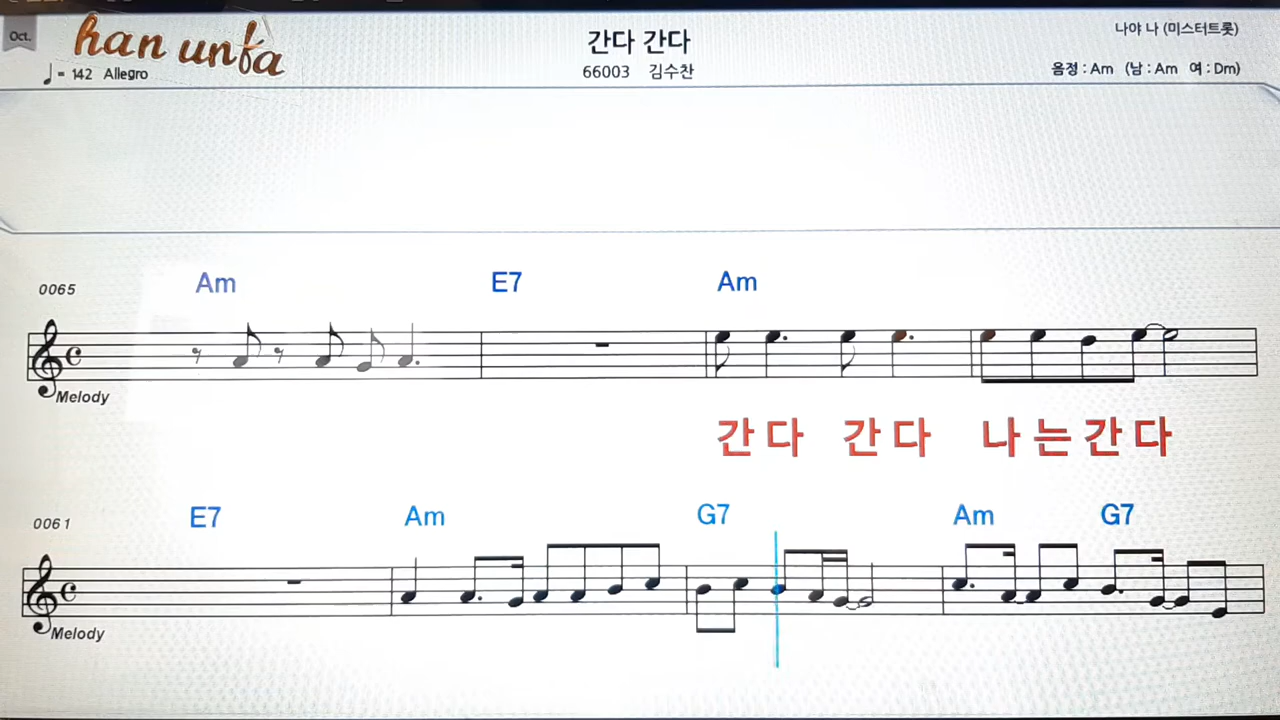 Oct.
han unfa
♩= 142 Allegro
간다 간다
66003 김수찬
나야 나 (미스터트롯)
음정 : Am (남 : Am 여 : Dm)
0065 Am E7 Am
Melody
간 다 간 다 나 는 간 다
0061 E7 Am G7 Am G7
Melody